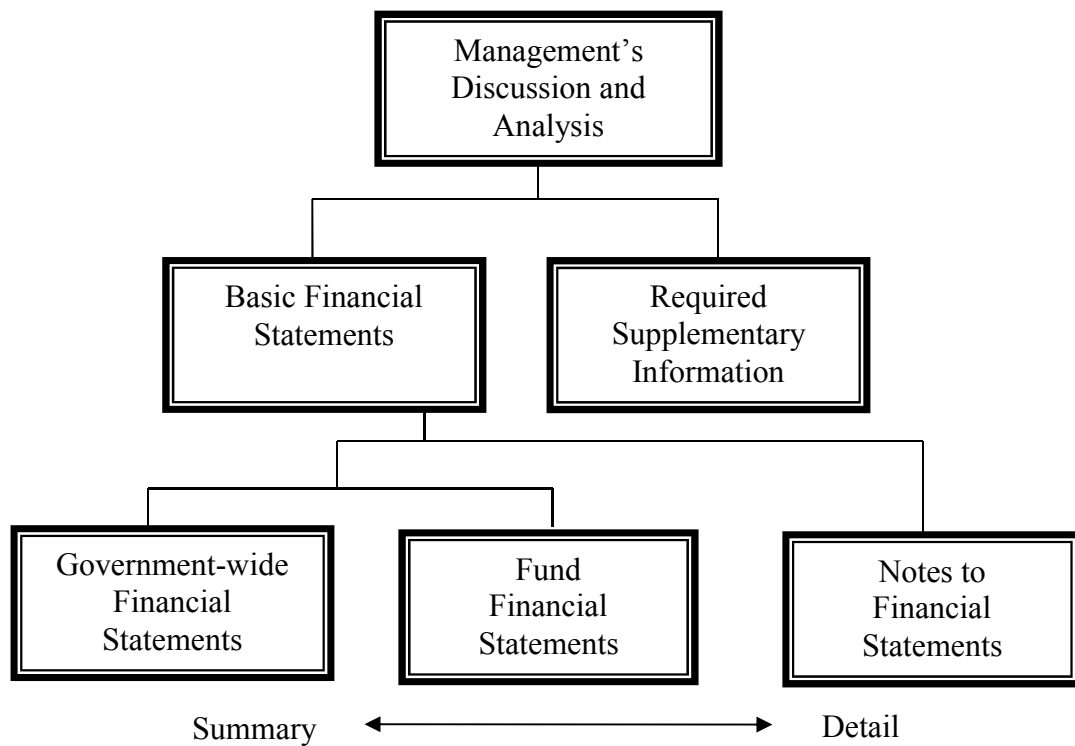 Management’s
Discussion and
Analysis
Basic Financial
Statements
Required
Supplementary
Information
Government-wide
Financial
Statements
Fund
Financial
Statements
Notes to
Financial
Statements
Summary
Detail